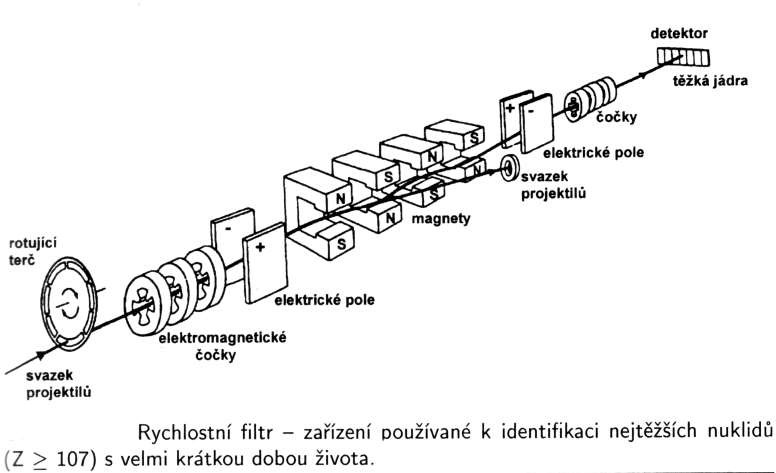 detektor
těžká jádra
+
-
čočky
elektrické pole
svazek
projektilů
S
N
S
N
N
S
N
S
magnety
rotující
terč
-
+
elektrické pole
elektromagnetické
čočky
svazek
projektilů
Rychlostní filtr – zařízení používané k identifikaci nejtěžších nuklidů
(Z ≥ 107) s velmi krátkou dobou života.